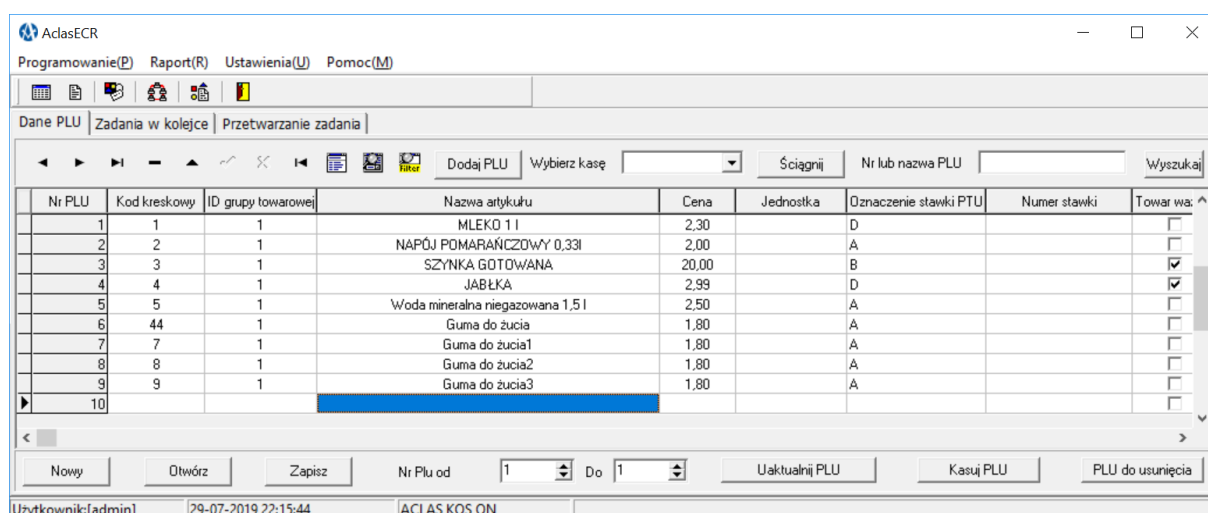 AclasECR
Programowanie(P) Raport(R) Ustawienia(U) Pomoc(M)
Dane PLU Zadania w kolejce Przetwarzanie zadania
Filter Dodaj PLU Wybierz kasę Ściągnij Nr lub nazwa PLU Wyszukaj
Nr PLU Kod kreskowy ID grupy towarowej Nazwa artykułu Cena Jednostka Oznaczenie stawki PTU Numer stawki Towar
1 1 1 MLEKO 1 l 2,30 D
2 2 1 NAPÓJ POMARAŃCZOWY 0,33l 2,00 A
3 3 1 SZYNKA GOTOWANA 20,00 B
4 4 1 JABŁKA 2,99 D
5 5 1 Woda mineralna niegazowana 1,5 l 2,50 A
6 44 1 Guma do żucia 1,80 A
7 7 1 Guma do żucia1 1,80 A
8 8 1 Guma do żucia2 1,80 A
9 9 1 Guma do żucia3 1,80 A
10
Nowy Otwórz Zapisz Nr Plu od 1 Do 1 Uaktualnij PLU Kasuj PLU PLU do usunięcia
Użytkownik:[admin] 29-07-2019 22:15:44 ACLAS KOS ON